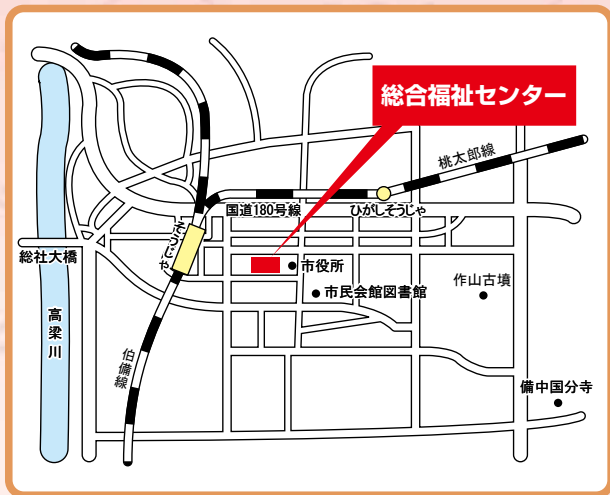 総合福祉センター
桃太郎線
国道180号線
ひがしそうじゃ
そうじゃ
総社大橋
市役所
市民会館図書館
作山古墳
高梁川
伯備線
備中国分寺